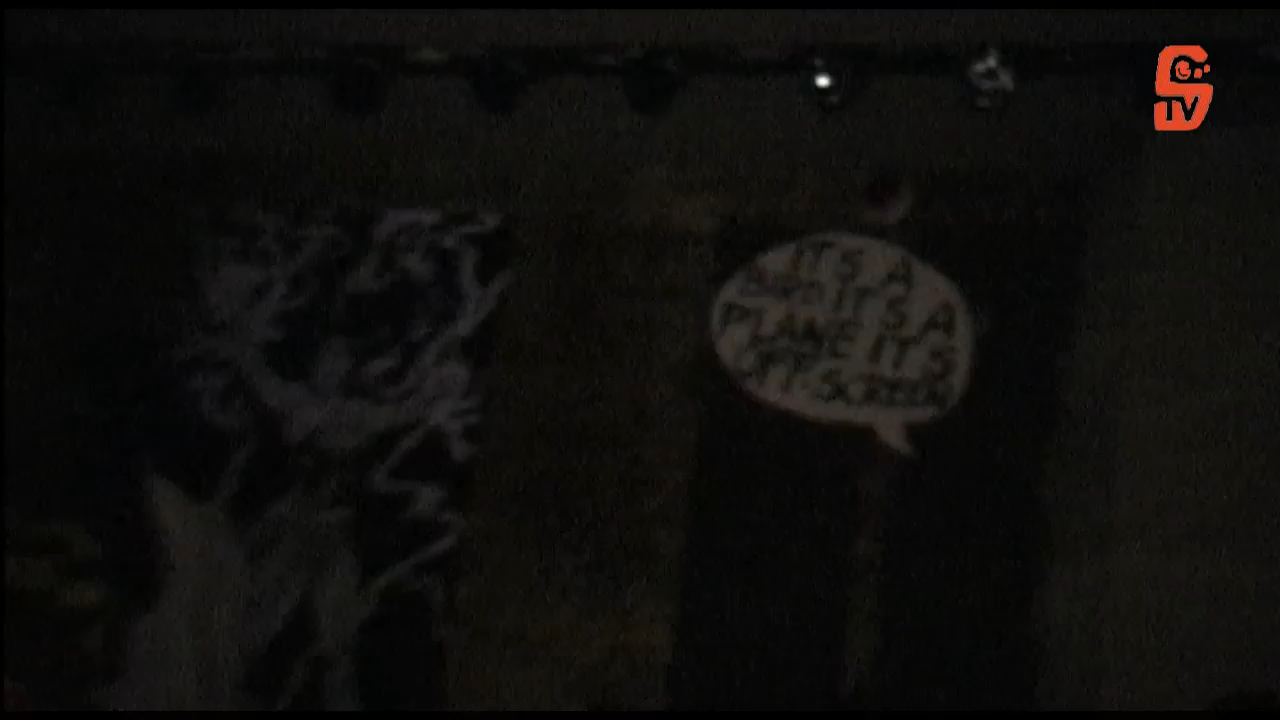 IT'S A
BIRD IT'S A
PLANE IT'S
OFF-SCREEN
TV